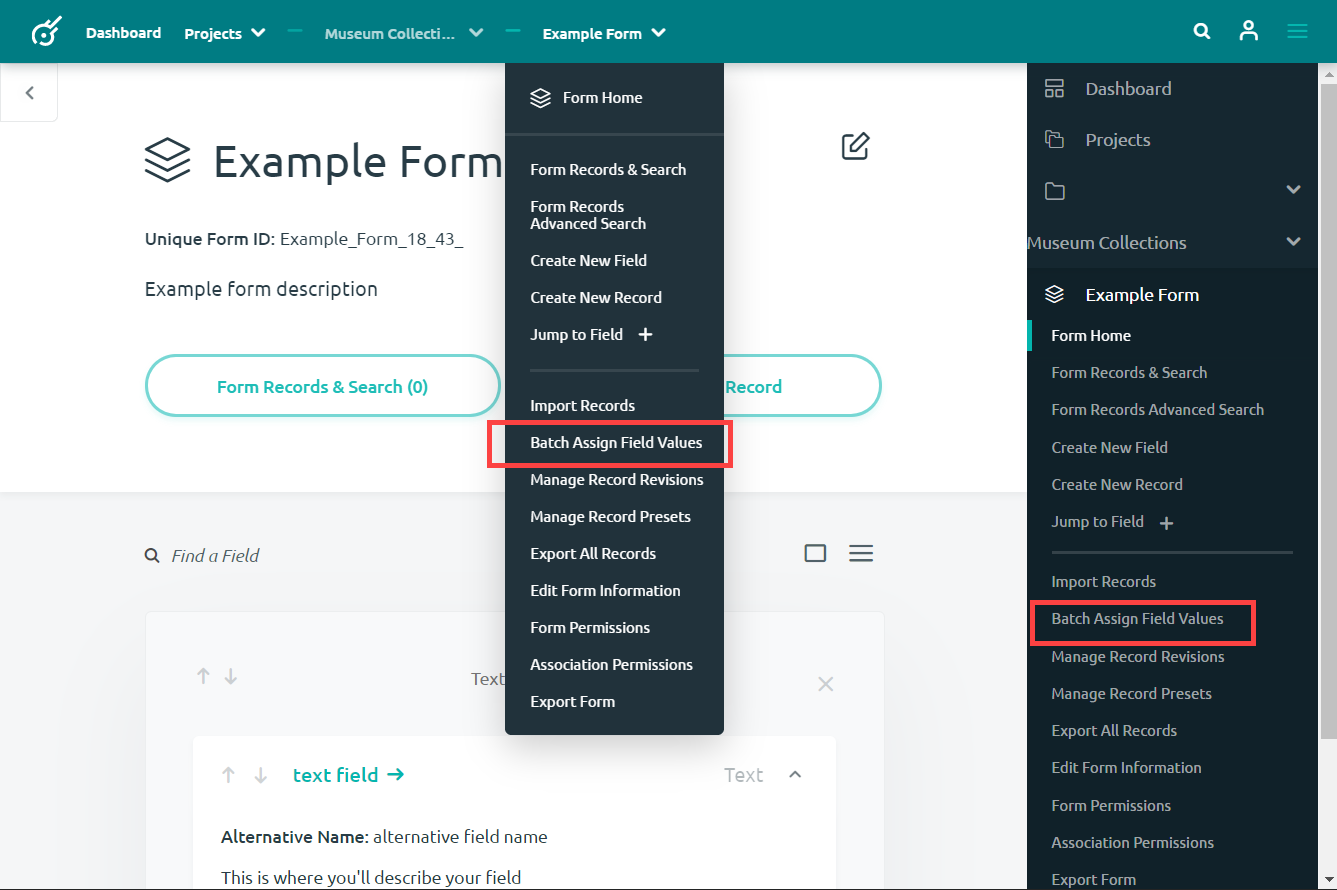 Dashboard
Projects
Museum Collecti...
Example Form
Example Form
Unique Form ID: Example_Form_18_43_
Example form description
Form Records & Search (0)
Record
Find a Field
Text
text field
Text
Alternative Name: alternative field name
This is where you'll describe your field
Form Home
Form Records & Search
Form Records
Advanced Search
Create New Field
Create New Record
Jump to Field
Import Records
Batch Assign Field Values
Manage Record Revisions
Manage Record Presets
Export All Records
Edit Form Information
Form Permissions
Association Permissions
Export Form
Dashboard
Projects
Museum Collections
Example Form
Form Home
Form Records & Search
Form Records Advanced Search
Create New Field
Create New Record
Jump to Field
Import Records
Batch Assign Field Values
Manage Record Revisions
Manage Record Presets
Export All Records
Edit Form Information
Form Permissions
Association Permissions
Export Form